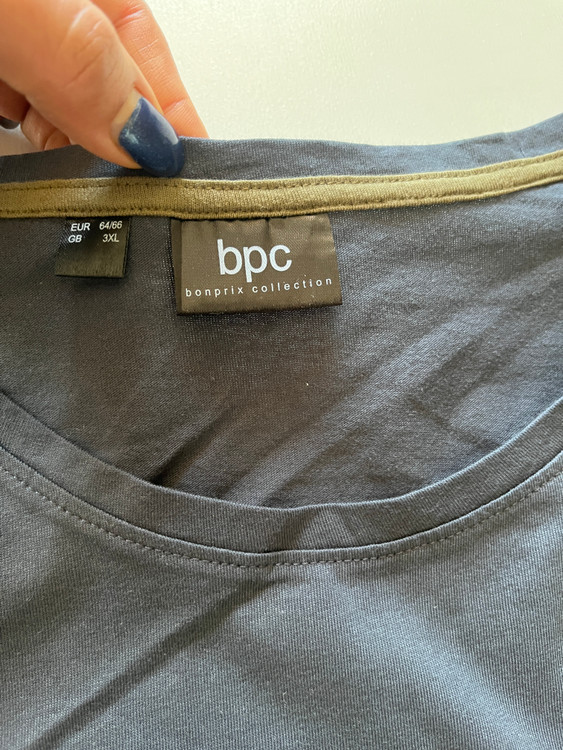 EUR 64/66
GB 3XL
bpc
bonprix collection